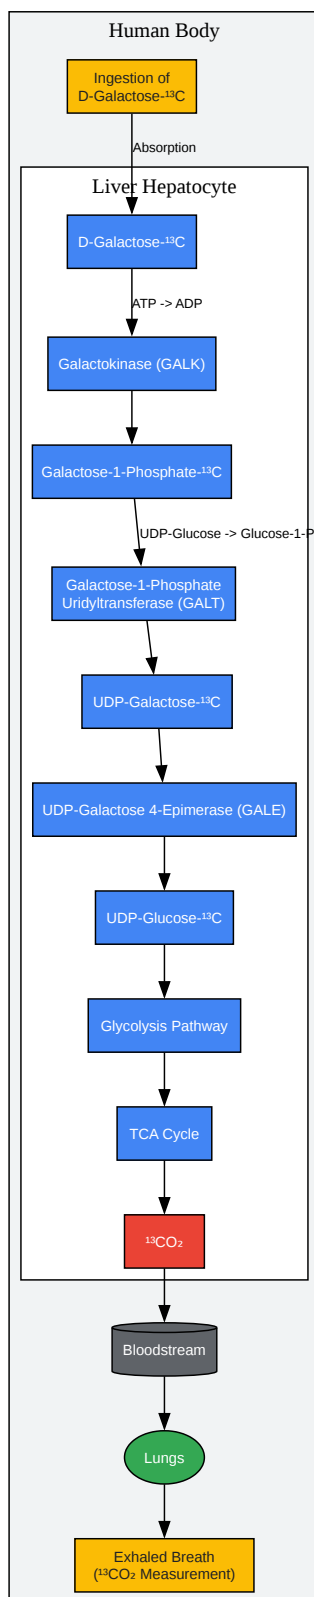 Human Body
Ingestion of
D-Galactose-¹³C
Absorption
Liver Hepatocyte
D-Galactose-¹³C
ATP -> ADP
Galactokinase (GALK)
Galactose-1-Phosphate-¹³C
UDP-Glucose -> Glucose-1-P
Galactose-1-Phosphate
Uridyltransferase (GALT)
UDP-Galactose-¹³C
UDP-Galactose 4-Epimerase (GALE)
UDP-Glucose-¹³C
Glycolysis Pathway
TCA Cycle
¹³CO₂
Bloodstream
Lungs
Exhaled Breath
(¹³CO₂ Measurement)